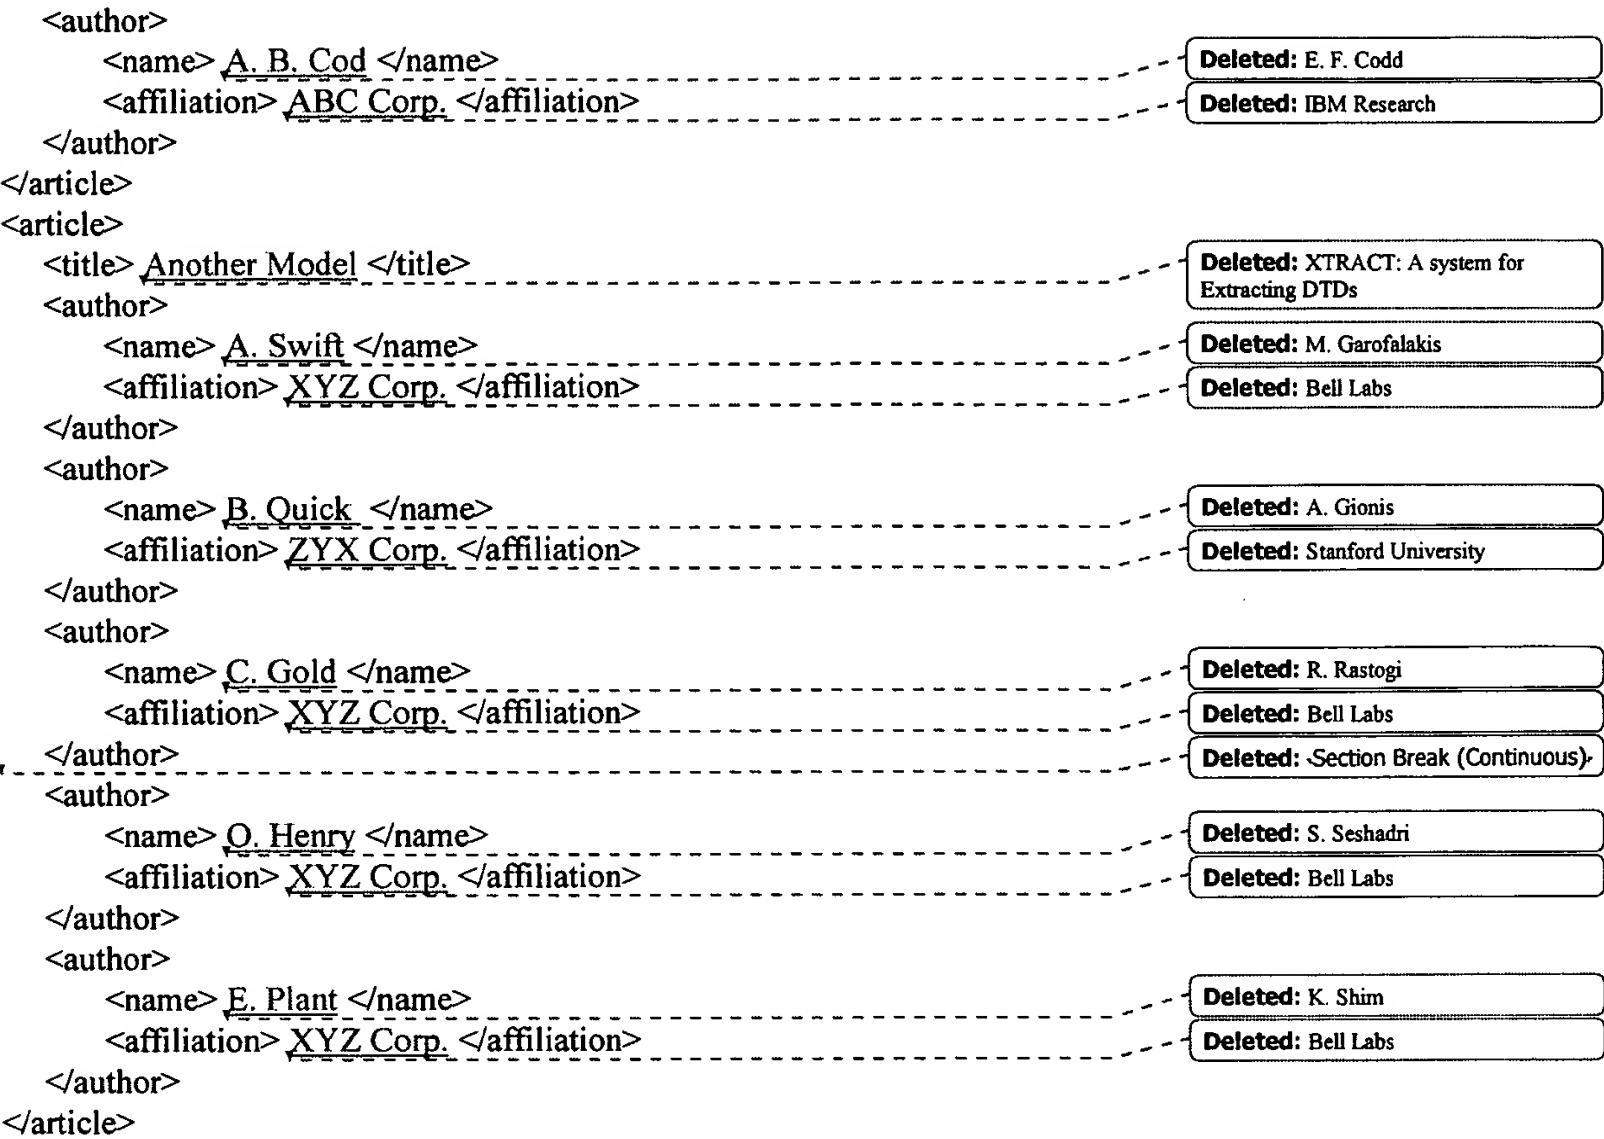 <author>
<name> A. B. Cod </name>
Deleted: E. F. Codd
<affiliation> ABC Corp. </affiliation>
Deleted: IBM Research
</author>
</article>
<article>
<title> Another Model </title>
Deleted: XTRACT: A system for
Extracting DTDs
<author>
<name> A. Swift </name>
Deleted: M. Garofalakis
<affiliation> XYZ Corp. </affiliation>
Deleted: Bell Labs
</author>
<author>
<name> B. Quick </name>
Deleted: A. Gionis
<affiliation> ZYX Corp. </affiliation>
Deleted: Stanford University
</author>
<author>
<name> C. Gold </name>
Deleted: R. Rastogi
<affiliation> XYZ Corp. </affiliation>
Deleted: Bell Labs
</author>
Deleted: Section Break (Continuous)
<author>
<name> O. Henry </name>
Deleted: S. Seshadri
<affiliation> XYZ Corp. </affiliation>
Deleted: Bell Labs
</author>
<author>
<name> E. Plant </name>
Deleted: K. Shim
<affiliation> XYZ Corp. </affiliation>
Deleted: Bell Labs
</author>
</article>